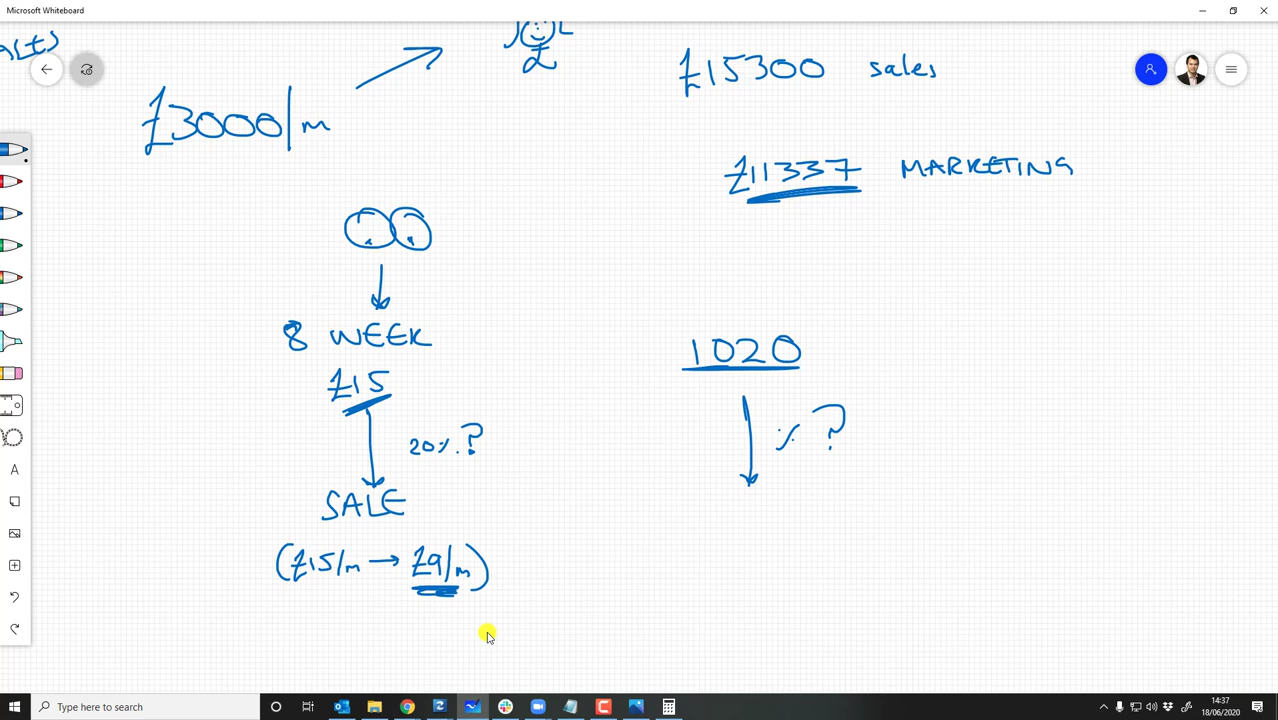 Microsoft Whiteboard
£
£3000/m
£15300 sales
£11337 MARKETING
8 WEEK
£15
20%.?
SALE
(£15/m → £9/m)
1020
% ?
A
Type here to search
14:37
18/06/2020